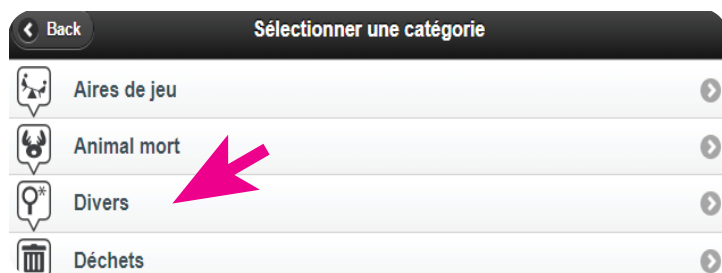 Back Sélectionner une catégorie
Aires de jeu
Animal mort
Divers
Déchets